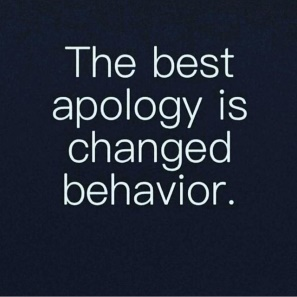 The best
apology is
changed
behavior.